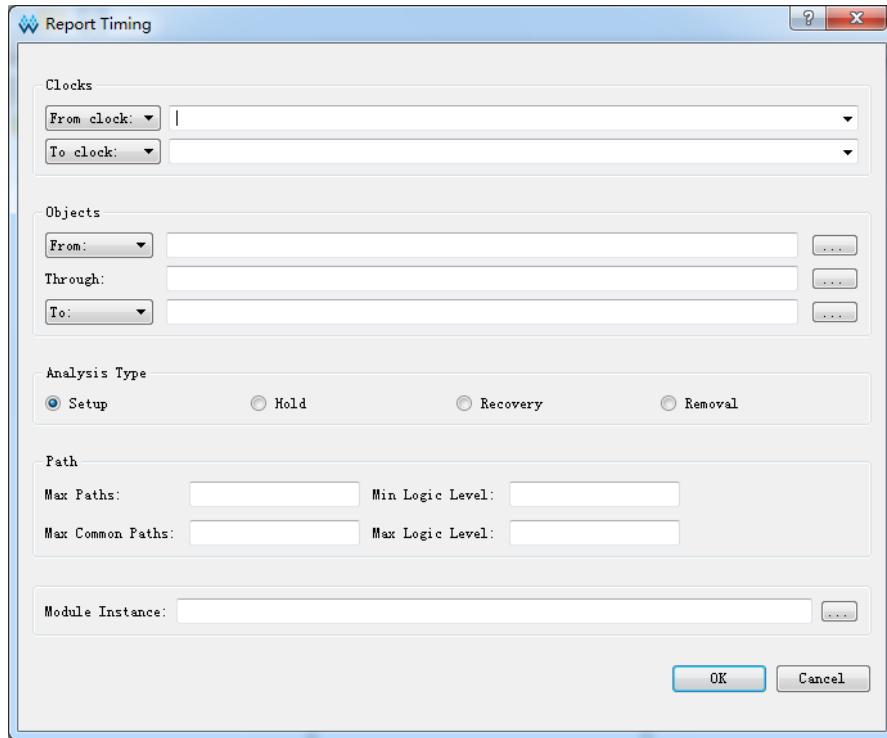 Report Timing
Clocks
From clock:
To clock:
Objects
From:
...
Through:
...
To:
...
Analysis Type
Setup Hold Recovery Removal
Path
Max Paths: Min Logic Level:
Max Common Paths: Max Logic Level:
Module Instance:
...
OK Cancel